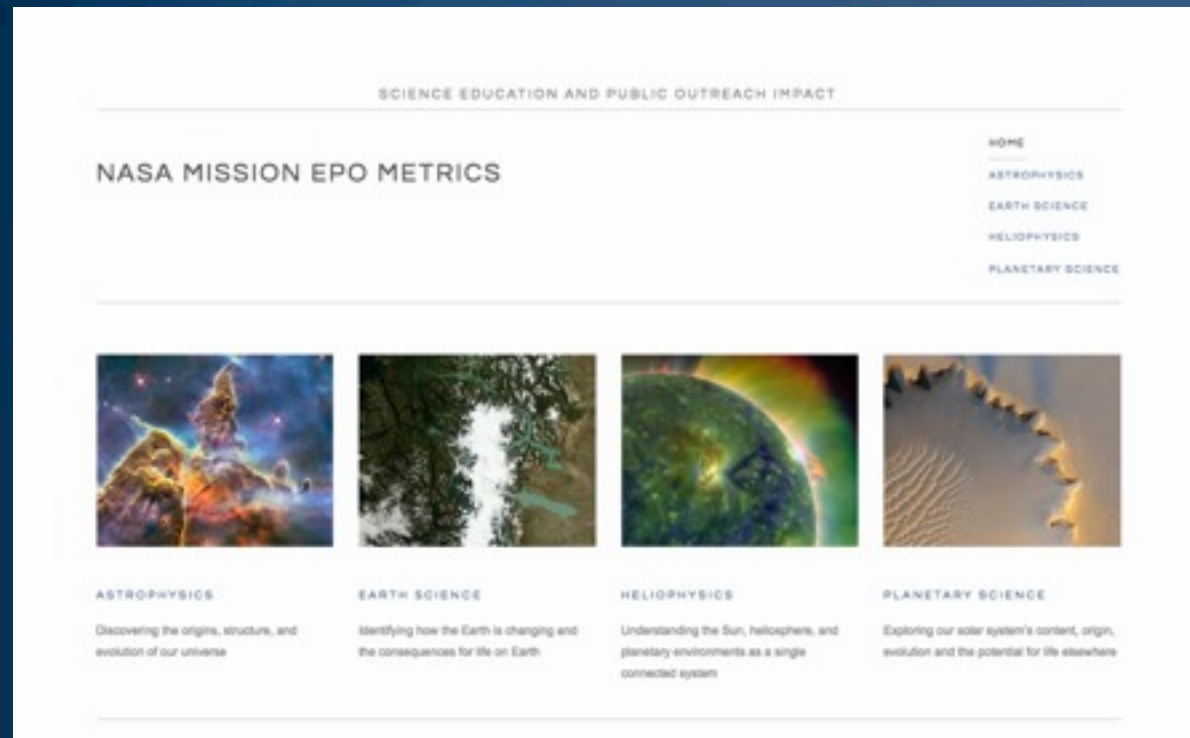 SCIENCE EDUCATION AND PUBLIC OUTREACH IMPACT
NASA MISSION EPO METRICS
HOME
ASTROPHYSICS
EARTH SCIENCE
HELIOPHYSICS
PLANETARY SCIENCE
ASTROPHYSICS
Discovering the origins, structure, and
evolution of our universe
EARTH SCIENCE
Identifying how the Earth is changing and
the consequences for life on Earth
HELIOPHYSICS
Understanding the Sun, heliosphere, and
planetary environments as a single
connected system
PLANETARY SCIENCE
Exploring our solar system's content, origin,
evolution and the potential for life elsewhere